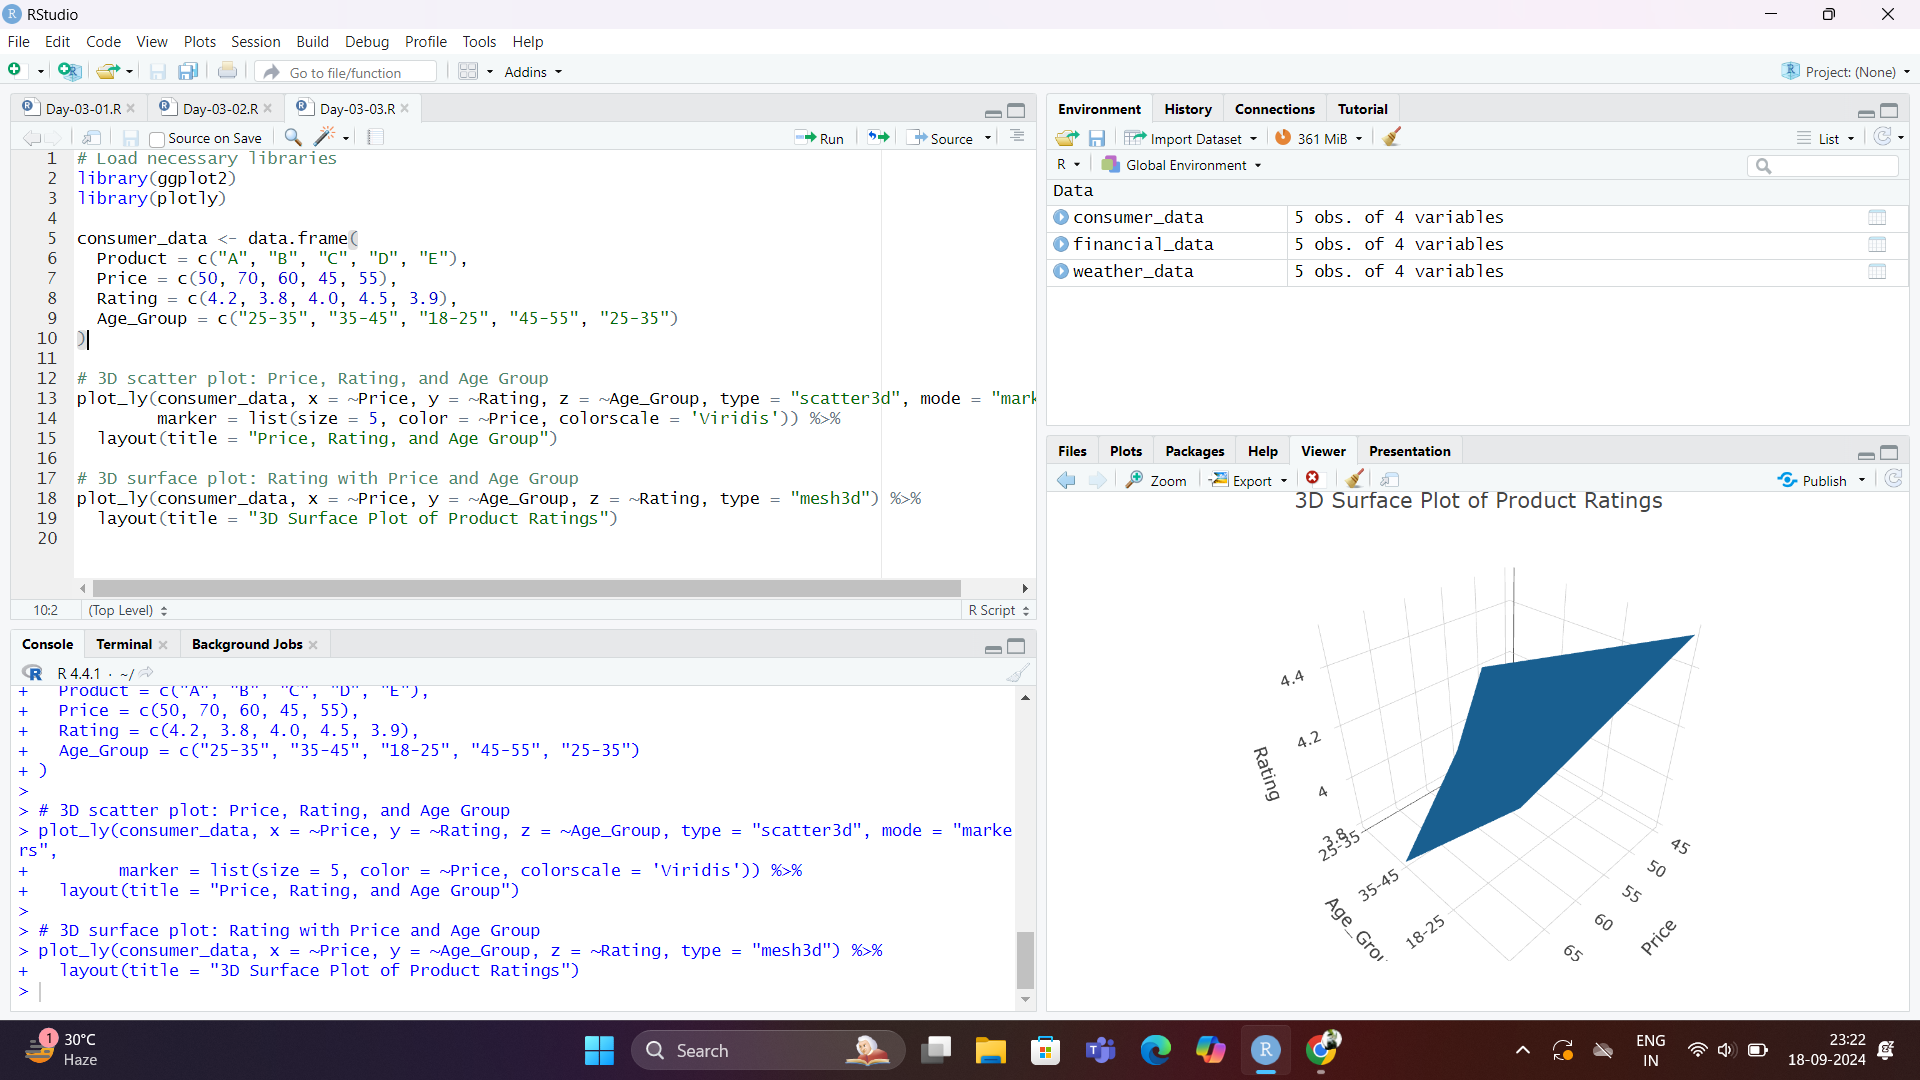 RStudio
File Edit Code View Plots Session Build Debug Profile Tools Help
Go to file/function Addins Project: (None)
Day-03-01.R Day-03-02.R Day-03-03.R
Source on Save Run Source
1 # Load necessary libraries
2 library(ggplot2)
3 library(plotly)
4
5 consumer_data <- data.frame(
6 Product = c("A", "B", "C", "D", "E"),
7 Price = c(50, 70, 60, 45, 55),
8 Rating = c(4.2, 3.8, 4.0, 4.5, 3.9),
9 Age_Group = c("25-35", "35-45", "18-25", "45-55", "25-35")
10 )
11
12 # 3D scatter plot: Price, Rating, and Age Group
13 plot_ly(consumer_data, x = ~Price, y = ~Rating, z = ~Age_Group, type = "scatter3d", mode = "mark
14 marker = list(size = 5, color = ~Price, colorscale = 'Viridis')) %>%
15 layout(title = "Price, Rating, and Age Group")
16
17 # 3D surface plot: Rating with Price and Age Group
18 plot_ly(consumer_data, x = ~Price, y = ~Age_Group, z = ~Rating, type = "mesh3d") %>%
19 layout(title = "3D Surface Plot of Product Ratings")
20
10:2 (Top Level) R Script
Console Terminal Background Jobs
R 4.4.1 · ~/
+ Product = c("A", "B", "C", "D", "E"),
+ Price = c(50, 70, 60, 45, 55),
+ Rating = c(4.2, 3.8, 4.0, 4.5, 3.9),
+ Age_Group = c("25-35", "35-45", "18-25", "45-55", "25-35")
+ )
>
> # 3D scatter plot: Price, Rating, and Age Group
> plot_ly(consumer_data, x = ~Price, y = ~Rating, z = ~Age_Group, type = "scatter3d", mode = "marke
rs",
+ marker = list(size = 5, color = ~Price, colorscale = 'Viridis')) %>%
+ layout(title = "Price, Rating, and Age Group")
>
> # 3D surface plot: Rating with Price and Age Group
> plot_ly(consumer_data, x = ~Price, y = ~Age_Group, z = ~Rating, type = "mesh3d") %>%
+ layout(title = "3D Surface Plot of Product Ratings")
>
Environment History Connections Tutorial
Import Dataset 361 MiB List
R Global Environment
Data
consumer_data 5 obs. of 4 variables
financial_data 5 obs. of 4 variables
weather_data 5 obs. of 4 variables
Files Plots Packages Help Viewer Presentation
Zoom Export Publish
3D Surface Plot of Product Ratings
4.4
4.2
4
3.8
Rating
25-35
35-45
18-25
Age_Grou
45
50
55
60
65
Price
1
30°C
Haze
Search
ENG
IN
23:22
18-09-2024